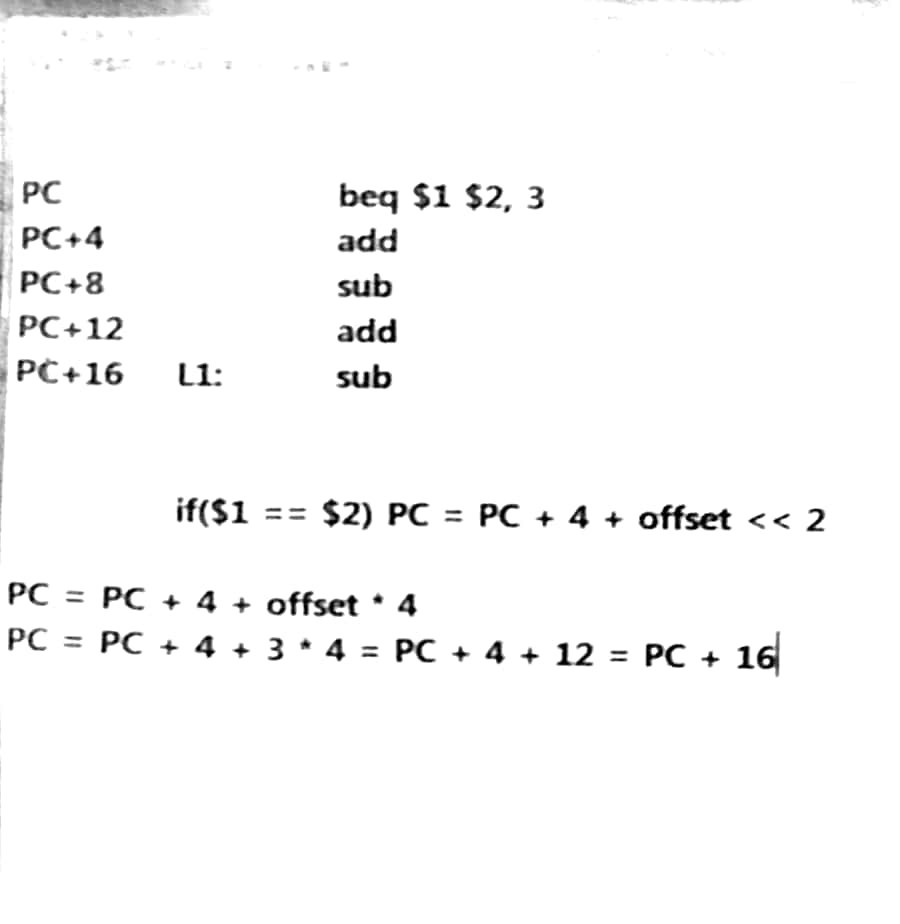 PC beq $1 $2, 3
PC+4 add
PC+8 sub
PC+12 add
PC+16 L1: sub
if($1 == $2) PC = PC + 4 + offset << 2
PC = PC + 4 + offset * 4
PC = PC + 4 + 3 * 4 = PC + 4 + 12 = PC + 16